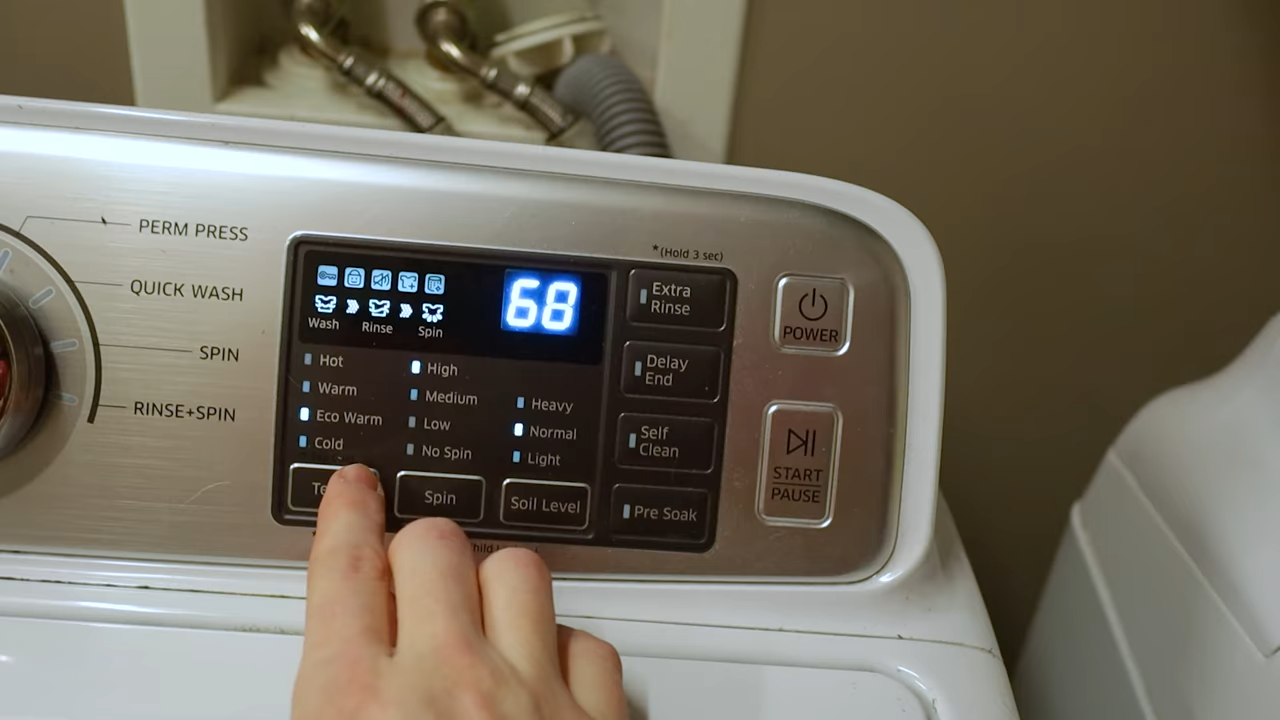 PERM PRESS
QUICK WASH
SPIN
RINSE+SPIN
68
Wash
Rinse
Spin
Hot
Warm
Eco Warm
Cold
High
Medium
Low
No Spin
Heavy
Normal
Light
Spin
Soil Level
*(Hold 3 sec)
Extra
Rinse
Delay
End
Self
Clean
Pre Soak
POWER
START
PAUSE